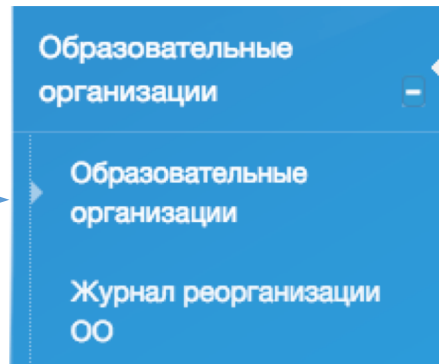 Образовательные
организации
Образовательные
организации
Журнал реорганизации
ОО